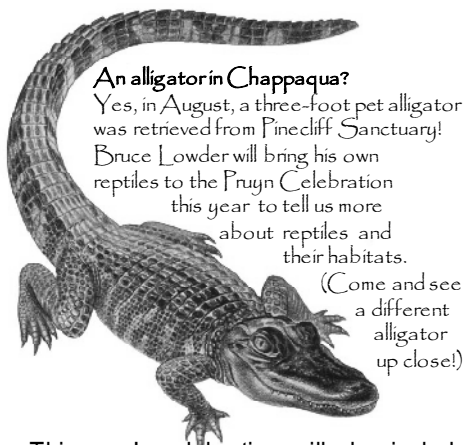 An alligator in Chappaqua?
Yes, in August, a three-foot pet alligator
was retrieved from Pinecliff Sanctuary!
Bruce Lowder will bring his own
reptiles to the Pruyn Celebration
this year to tell us more
about reptiles and
their habitats.
(Come and see
a different
alligator
up close!)